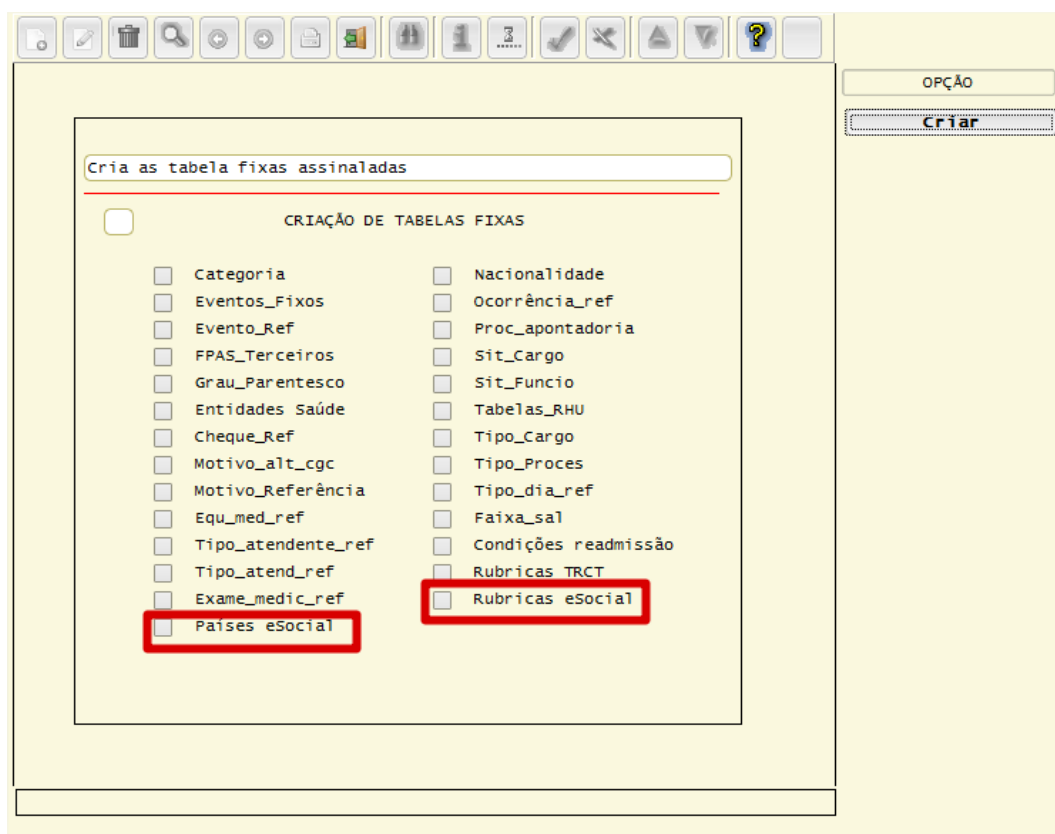 OPÇÃO
Criar
Cria as tabela fixas assinaladas
CRIAÇÃO DE TABELAS FIXAS
Categoria Nacionalidade
Eventos_Fixos Ocorrência_ref
Evento_Ref Proc_apontadoria
FPAS_Terceiros Sit_Cargo
Grau_Parentesco Sit_Funcio
Entidades Saúde Tabelas_RHU
Cheque_Ref Tipo_Cargo
Motivo_alt_cgc Tipo_Proces
Motivo_Referência Tipo_dia_ref
Equ_med_ref Faixa_sal
Tipo_atendente_ref Condições readmissão
Tipo_atend_ref Rubricas TRCT
Exame_medic_ref Rubricas eSocial
Países eSocial